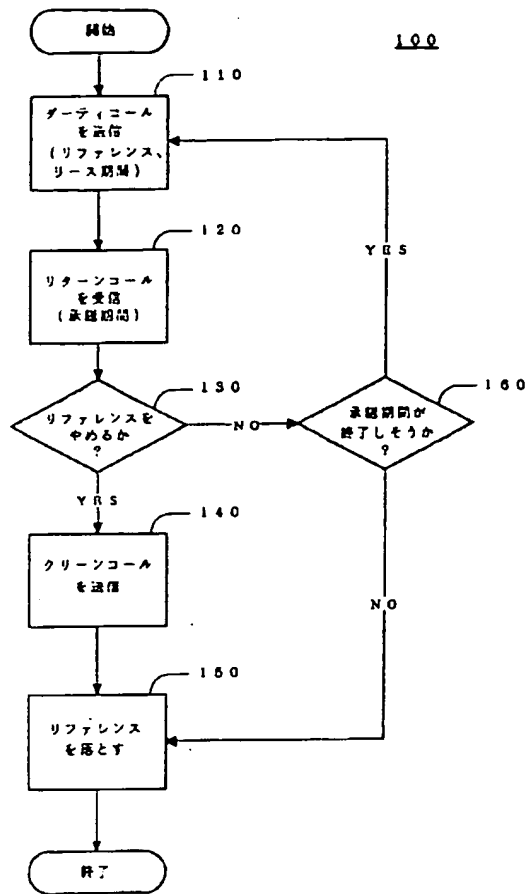 開始
100
110
ダーティコール
を送信
(リファレンス、
リース期間)
120
リターンコール
を受信
(承認期間)
130
リファレンスを
やめるか
?
NO
160
承認期間が
終了しそうか
?
YES
YES
140
クリーンコール
を送信
NO
150
リファレンス
を落とす
終了